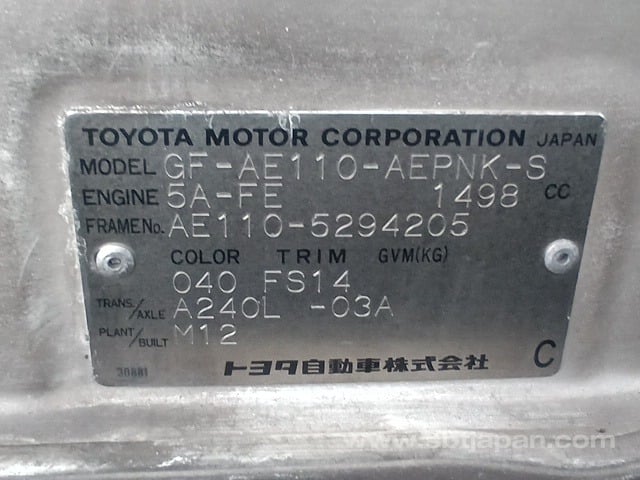 TOYOTA MOTOR CORPORATION JAPAN
MODEL GF-AE110-AEPNK-S
ENGINE 5A-FE 1498 CC
FRAME No. AE110-5294205
COLOR TRIM GVM(KG)
040 FS14
TRANS./AXLE A240L -03A
PLANT/BUILT M12
30881 トヨタ自動車株式会社 C
www.sbtjapan.com